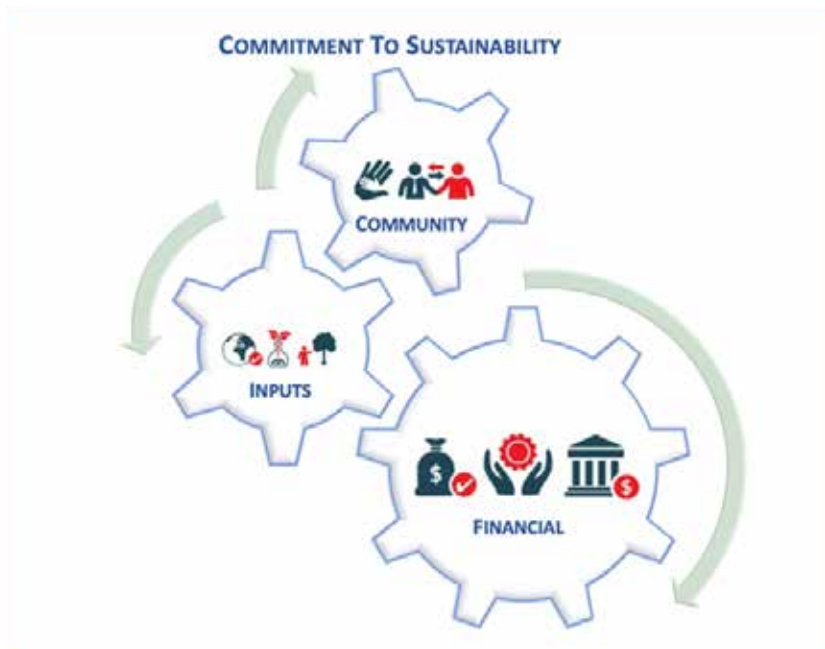 COMMITMENT TO SUSTAINABILITY
COMMUNITY
INPUTS
$
$
FINANCIAL